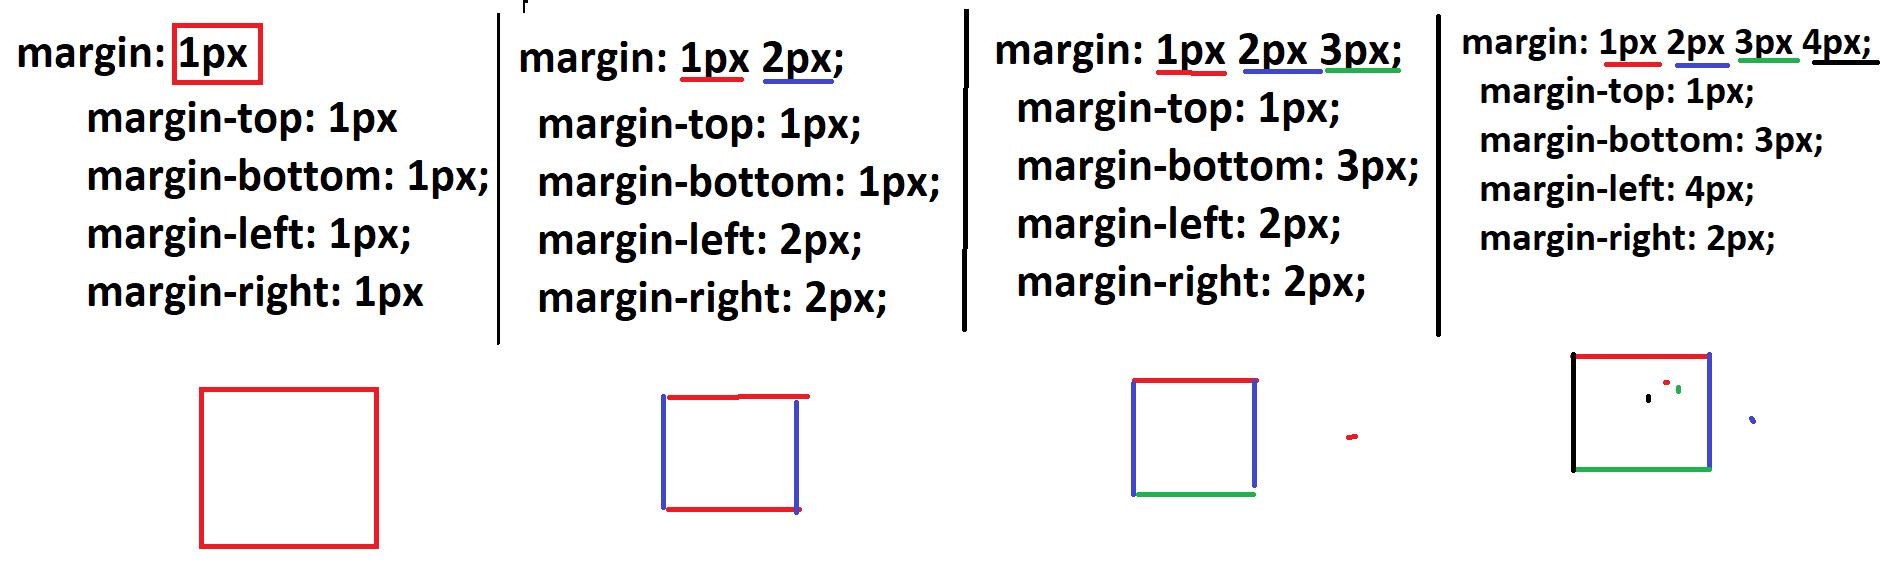 margin: 1px
margin-top: 1px
margin-bottom: 1px;
margin-left: 1px;
margin-right: 1px
margin: 1px 2px;
margin-top: 1px;
margin-bottom: 1px;
margin-left: 2px;
margin-right: 2px;
margin: 1px 2px 3px;
margin-top: 1px;
margin-bottom: 3px;
margin-left: 2px;
margin-right: 2px;
margin: 1px 2px 3px 4px;
margin-top: 1px;
margin-bottom: 3px;
margin-left: 4px;
margin-right: 2px;